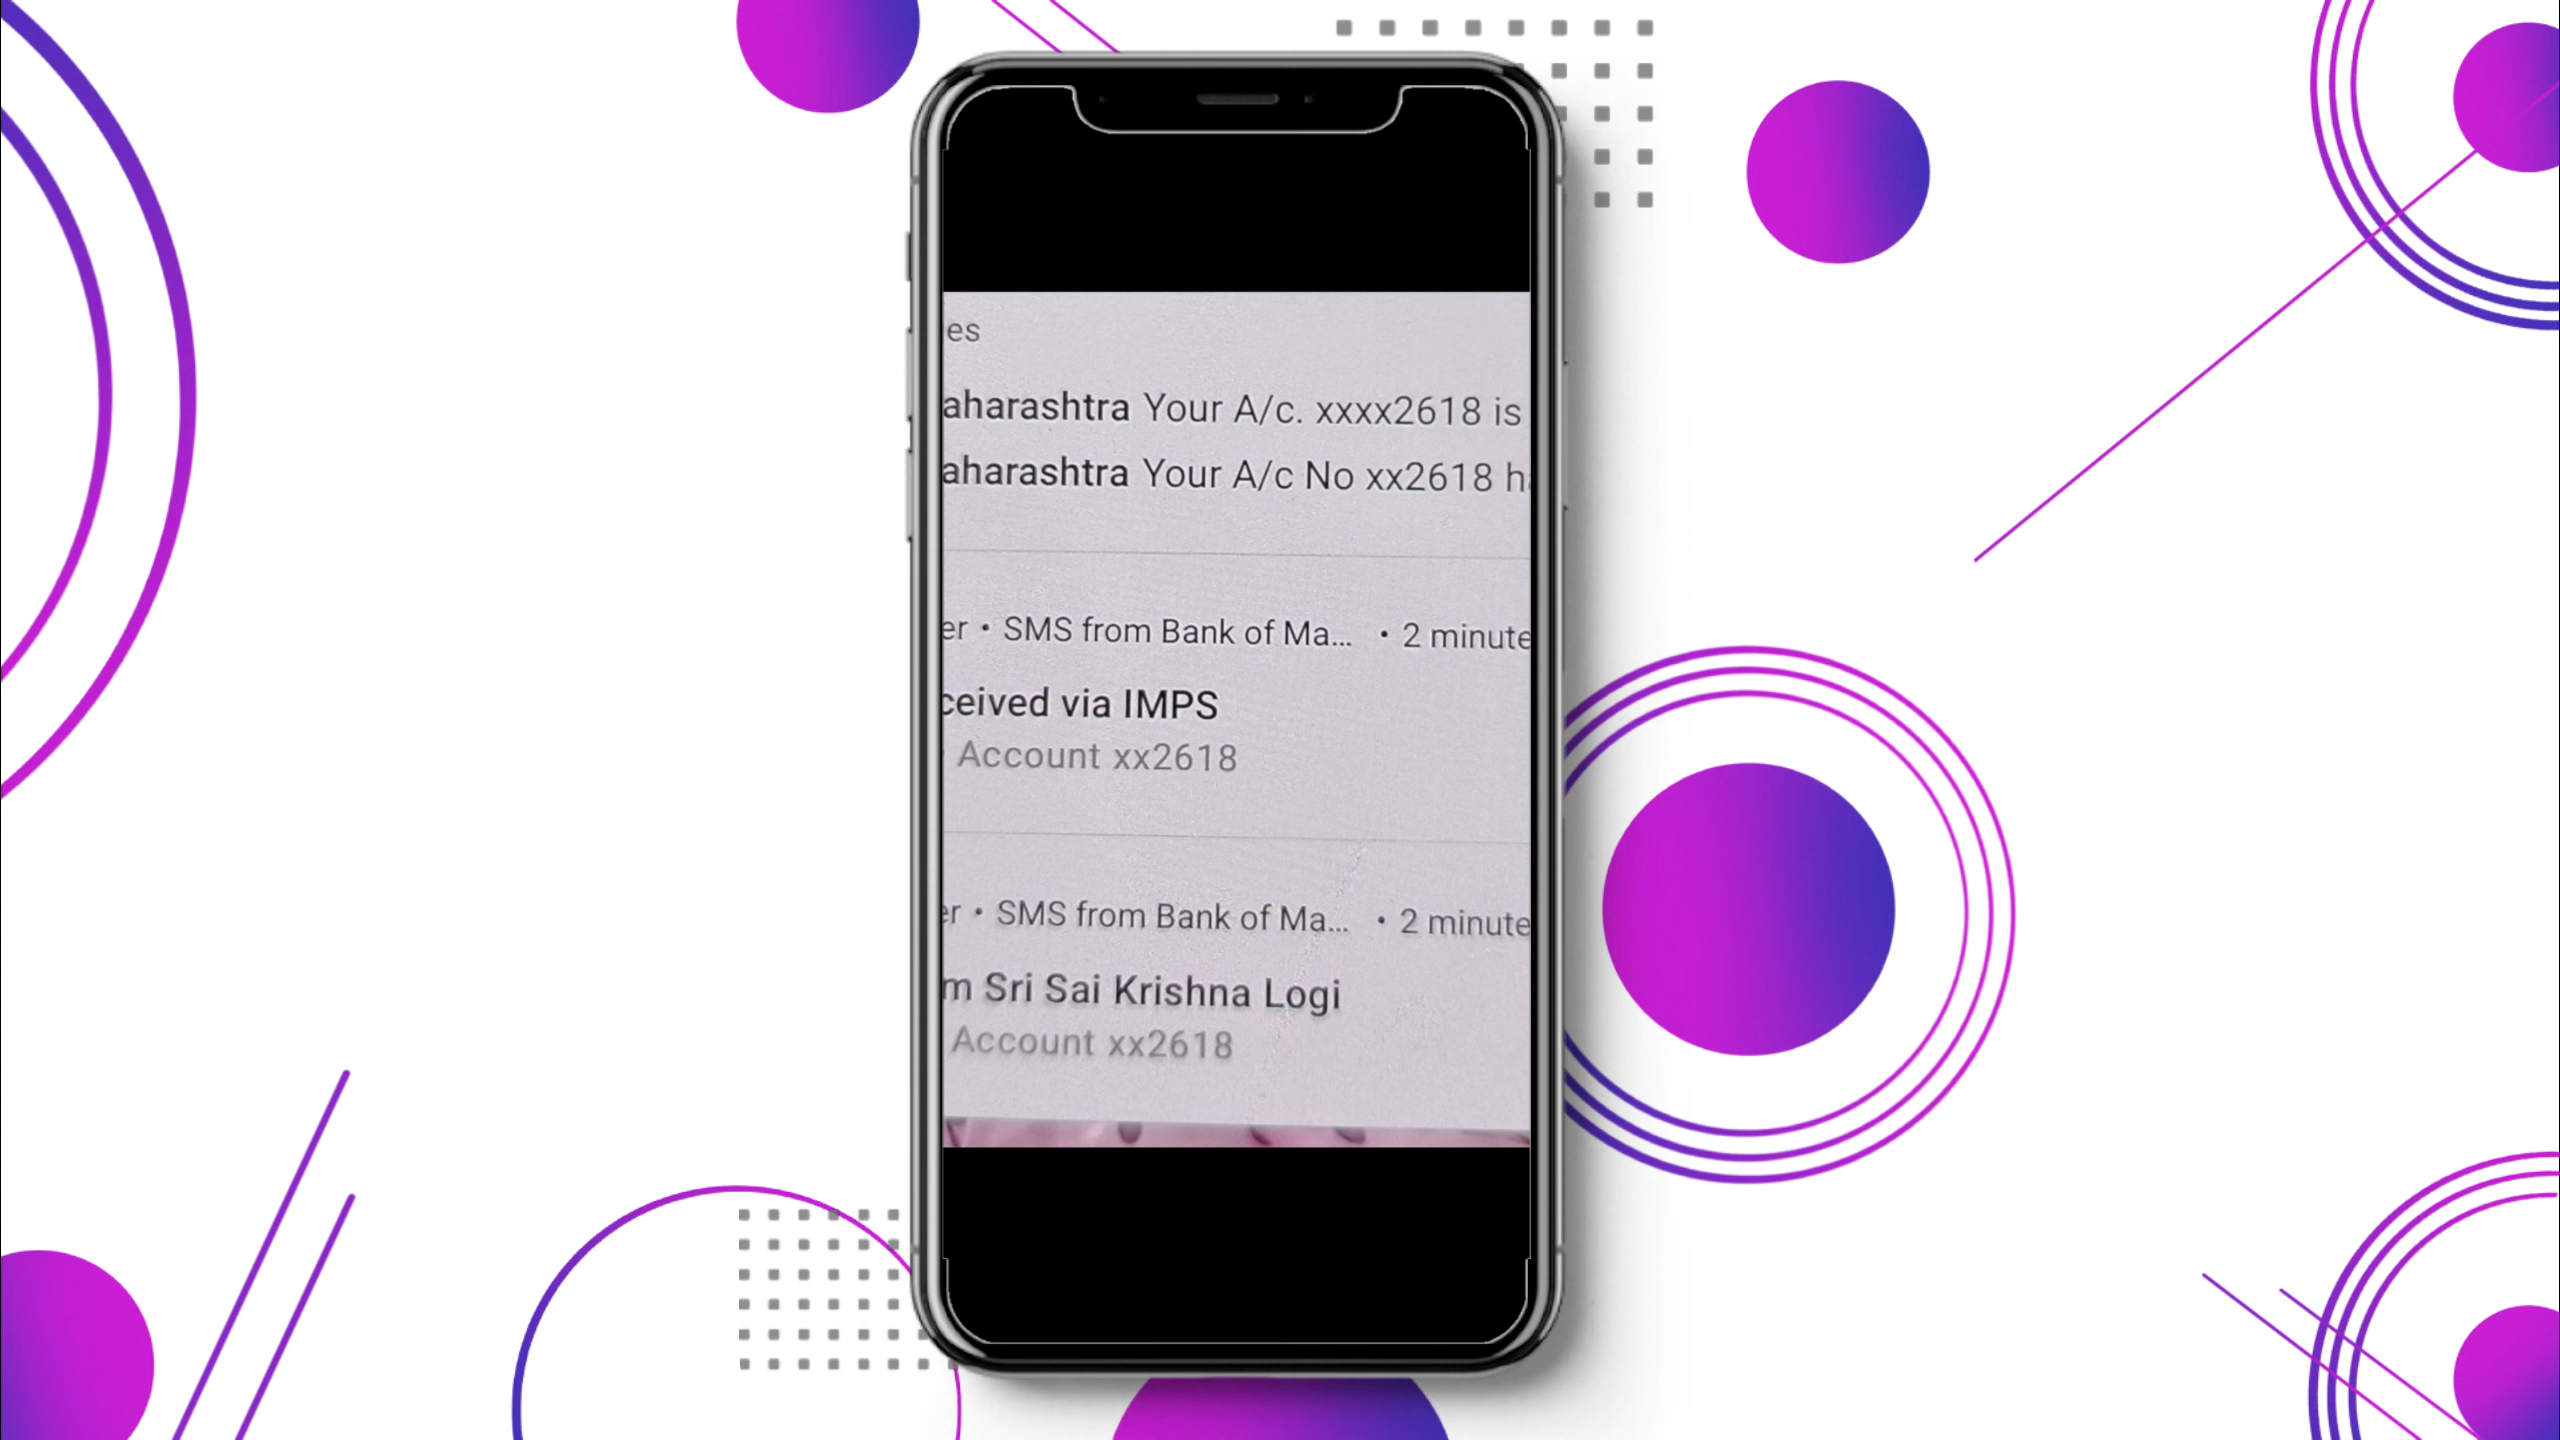 es
aharashtra Your A/c. xxxx2618 is
aharashtra Your A/c No xx2618 h
er • SMS from Bank of Ma... • 2 minute
ceived via IMPS
Account xx2618
er • SMS from Bank of Ma... • 2 minute
m Sri Sai Krishna Logi
Account xx2618